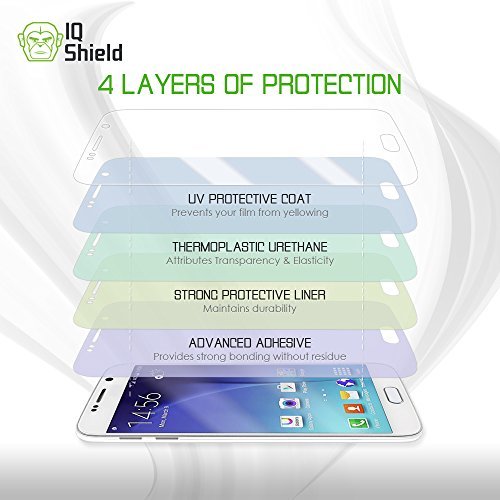 IQ
Shield
4 LAYERS OF PROTECTION
UV PROTECTIVE COAT
Prevents your film from yellowing
THERMOPLASTIC URETHANE
Attributes Transparency & Elasticity
STRONG PROTECTIVE LINER
Maintains durability
ADVANCED ADHESIVE
Provides strong bonding without residue
14:56